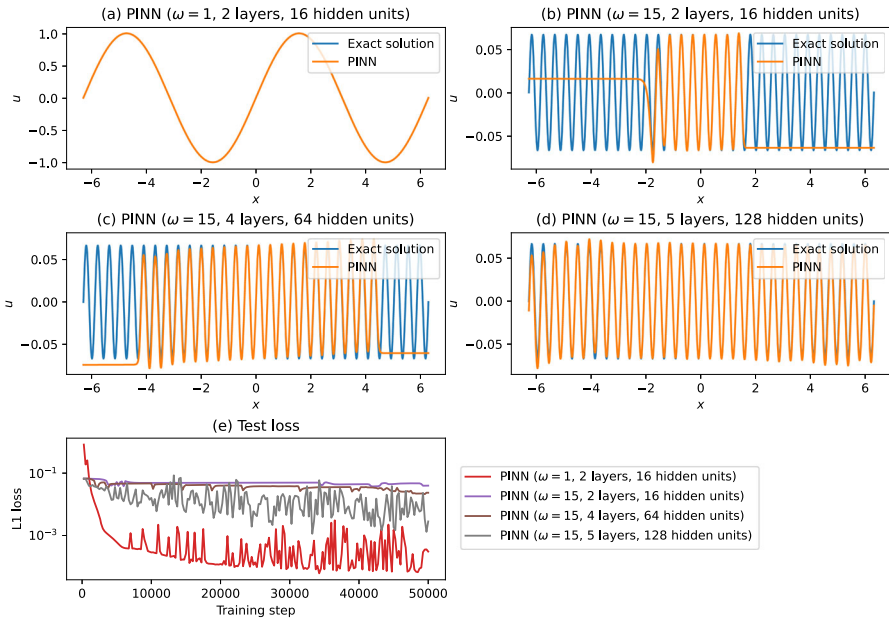 (a) PINN (ω = 1, 2 layers, 16 hidden units)
1.0
0.5
0.0
−0.5
−1.0
u
Exact solution
PINN
−6 −4 −2 0 2 4 6
x
(b) PINN (ω = 15, 2 layers, 16 hidden units)
0.05
0.00
−0.05
u
Exact solution
PINN
−6 −4 −2 0 2 4 6
x
(c) PINN (ω = 15, 4 layers, 64 hidden units)
0.05
0.00
−0.05
u
Exact solution
PINN
−6 −4 −2 0 2 4 6
x
(d) PINN (ω = 15, 5 layers, 128 hidden units)
0.05
0.00
−0.05
u
Exact solution
PINN
−6 −4 −2 0 2 4 6
x
(e) Test loss
10⁻¹
10⁻³
L1 loss
0 10000 20000 30000 40000 50000
Training step
PINN (ω = 1, 2 layers, 16 hidden units)
PINN (ω = 15, 2 layers, 16 hidden units)
PINN (ω = 15, 4 layers, 64 hidden units)
PINN (ω = 15, 5 layers, 128 hidden units)